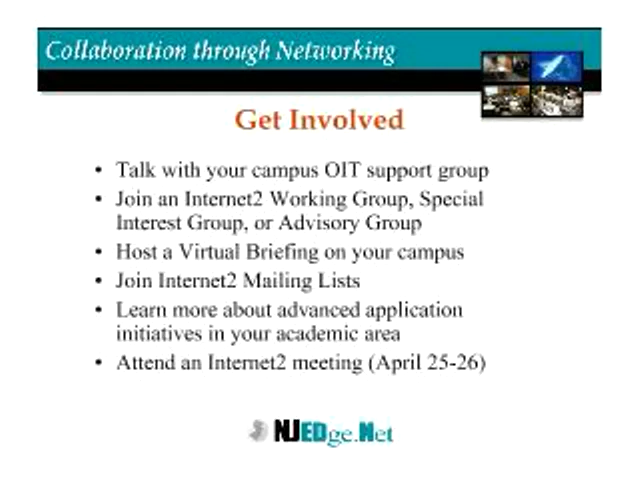 Collaboration through Networking
Get Involved
• Talk with your campus OIT support group
• Join an Internet2 Working Group, Special
Interest Group, or Advisory Group
• Host a Virtual Briefing on your campus
• Join Internet2 Mailing Lists
• Learn more about advanced application
initiatives in your academic area
• Attend an Internet2 meeting (April 25-26)
NJEDge.Net